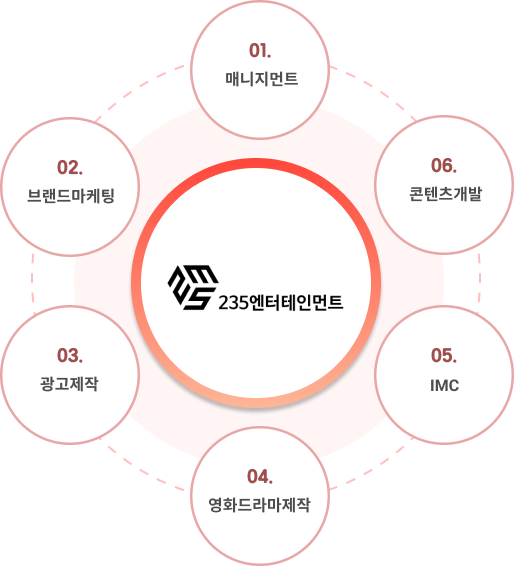 01.
매니지먼트
02.
브랜드마케팅
03.
광고제작
04.
영화드라마제작
05.
IMC
06.
콘텐츠개발
235엔터테인먼트